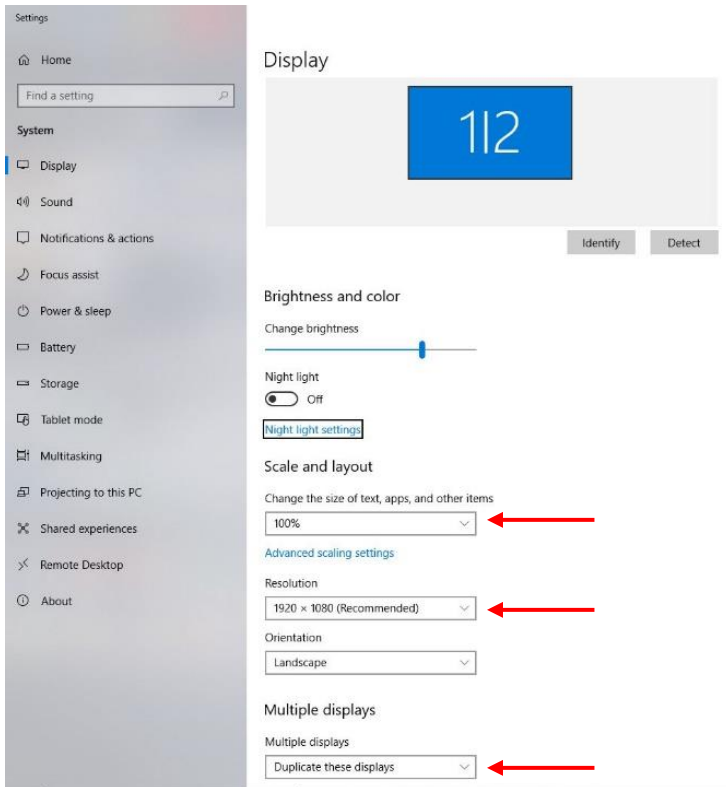 Settings
Home
Find a setting
System
Display
Sound
Notifications & actions
Focus assist
Power & sleep
Battery
Storage
Tablet mode
Multitasking
Projecting to this PC
Shared experiences
Remote Desktop
About
Display
1|2
Identify
Detect
Brightness and color
Change brightness
Night light
Off
Night light settings
Scale and layout
Change the size of text, apps, and other items
100%
Advanced scaling settings
Resolution
1920 × 1080 (Recommended)
Orientation
Landscape
Multiple displays
Multiple displays
Duplicate these displays